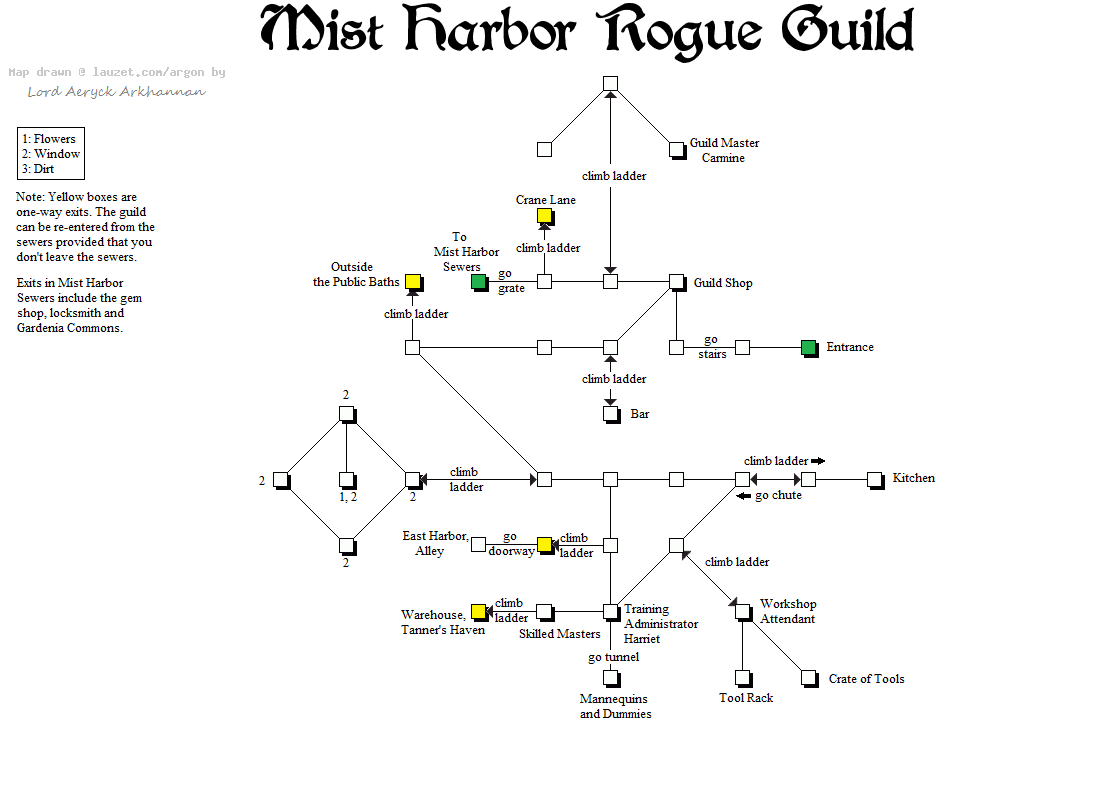 Mist Harbor Rogue Guild
Map drawn @ lauzet.com/argon by
Lord Aeryck Arkhannan
1: Flowers
2: Window
3: Dirt
Note: Yellow boxes are
one-way exits. The guild
can be re-entered from the
sewers provided that you
don't leave the sewers.
Exits in Mist Harbor
Sewers include the gem
shop, locksmith and
Gardenia Commons.
Guild Master
Carmine
climb ladder
Crane Lane
climb ladder
To
Mist Harbor
Sewers
go
grate
Outside
the Public Baths
Guild Shop
climb ladder
go
stairs
Entrance
climb ladder
Bar
2
2
1, 2
2
2
climb
ladder
climb ladder
go chute
Kitchen
East Harbor,
Alley
go
doorway
climb
ladder
climb ladder
Warehouse,
Tanner's Haven
climb
ladder
Skilled Masters
Training
Administrator
Harriet
Workshop
Attendant
go tunnel
Mannequins
and Dummies
Tool Rack
Crate of Tools